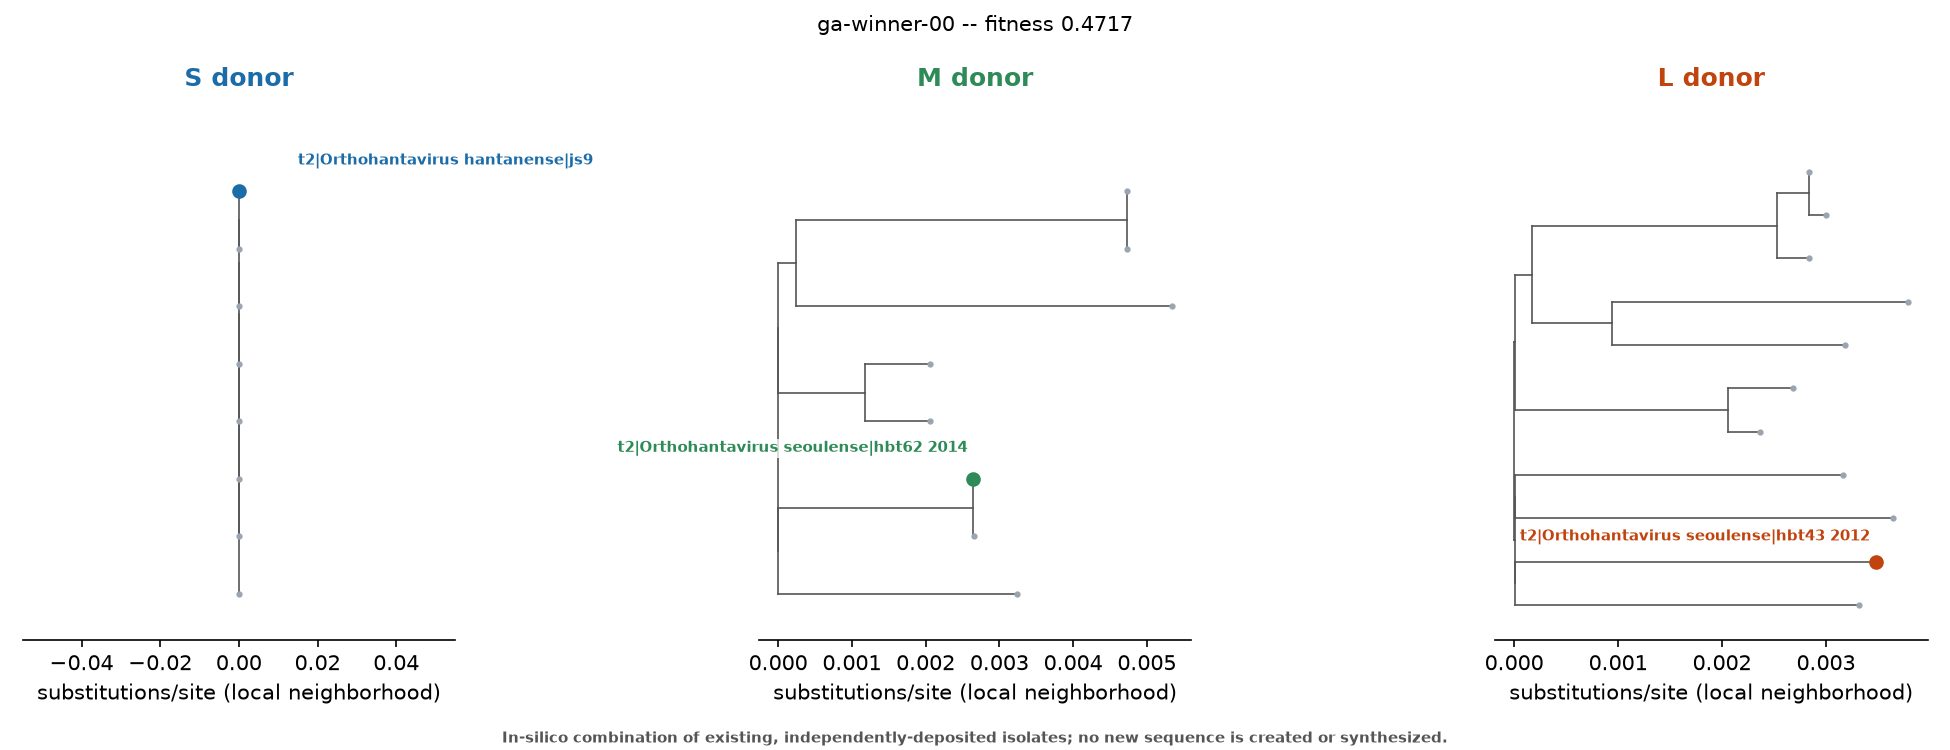 ga-winner-00 -- fitness 0.4717
S donor
M donor
L donor
t2|Orthohantavirus hantanense|js9
t2|Orthohantavirus seoulense|hbt62 2014
t2|Orthohantavirus seoulense|hbt43 2012
−0.04 −0.02 0.00 0.02 0.04
substitutions/site (local neighborhood)
0.000 0.001 0.002 0.003 0.004 0.005
substitutions/site (local neighborhood)
0.000 0.001 0.002 0.003
substitutions/site (local neighborhood)
In-silico combination of existing, independently-deposited isolates; no new sequence is created or synthesized.